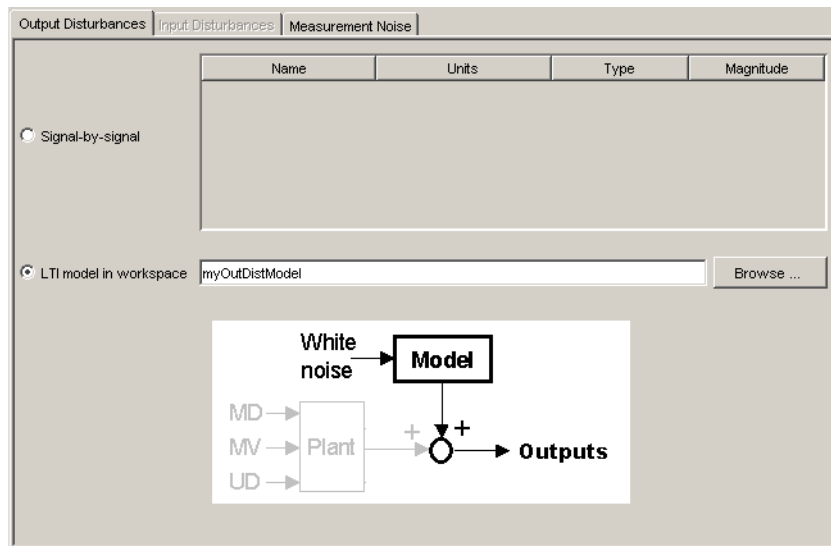 Output Disturbances Input Disturbances Measurement Noise
Name Units Type Magnitude
Signal-by-signal
LTI model in workspace myOutDistModel Browse ...
White
noise
Model
MD
+ +
MV Plant Outputs
UD